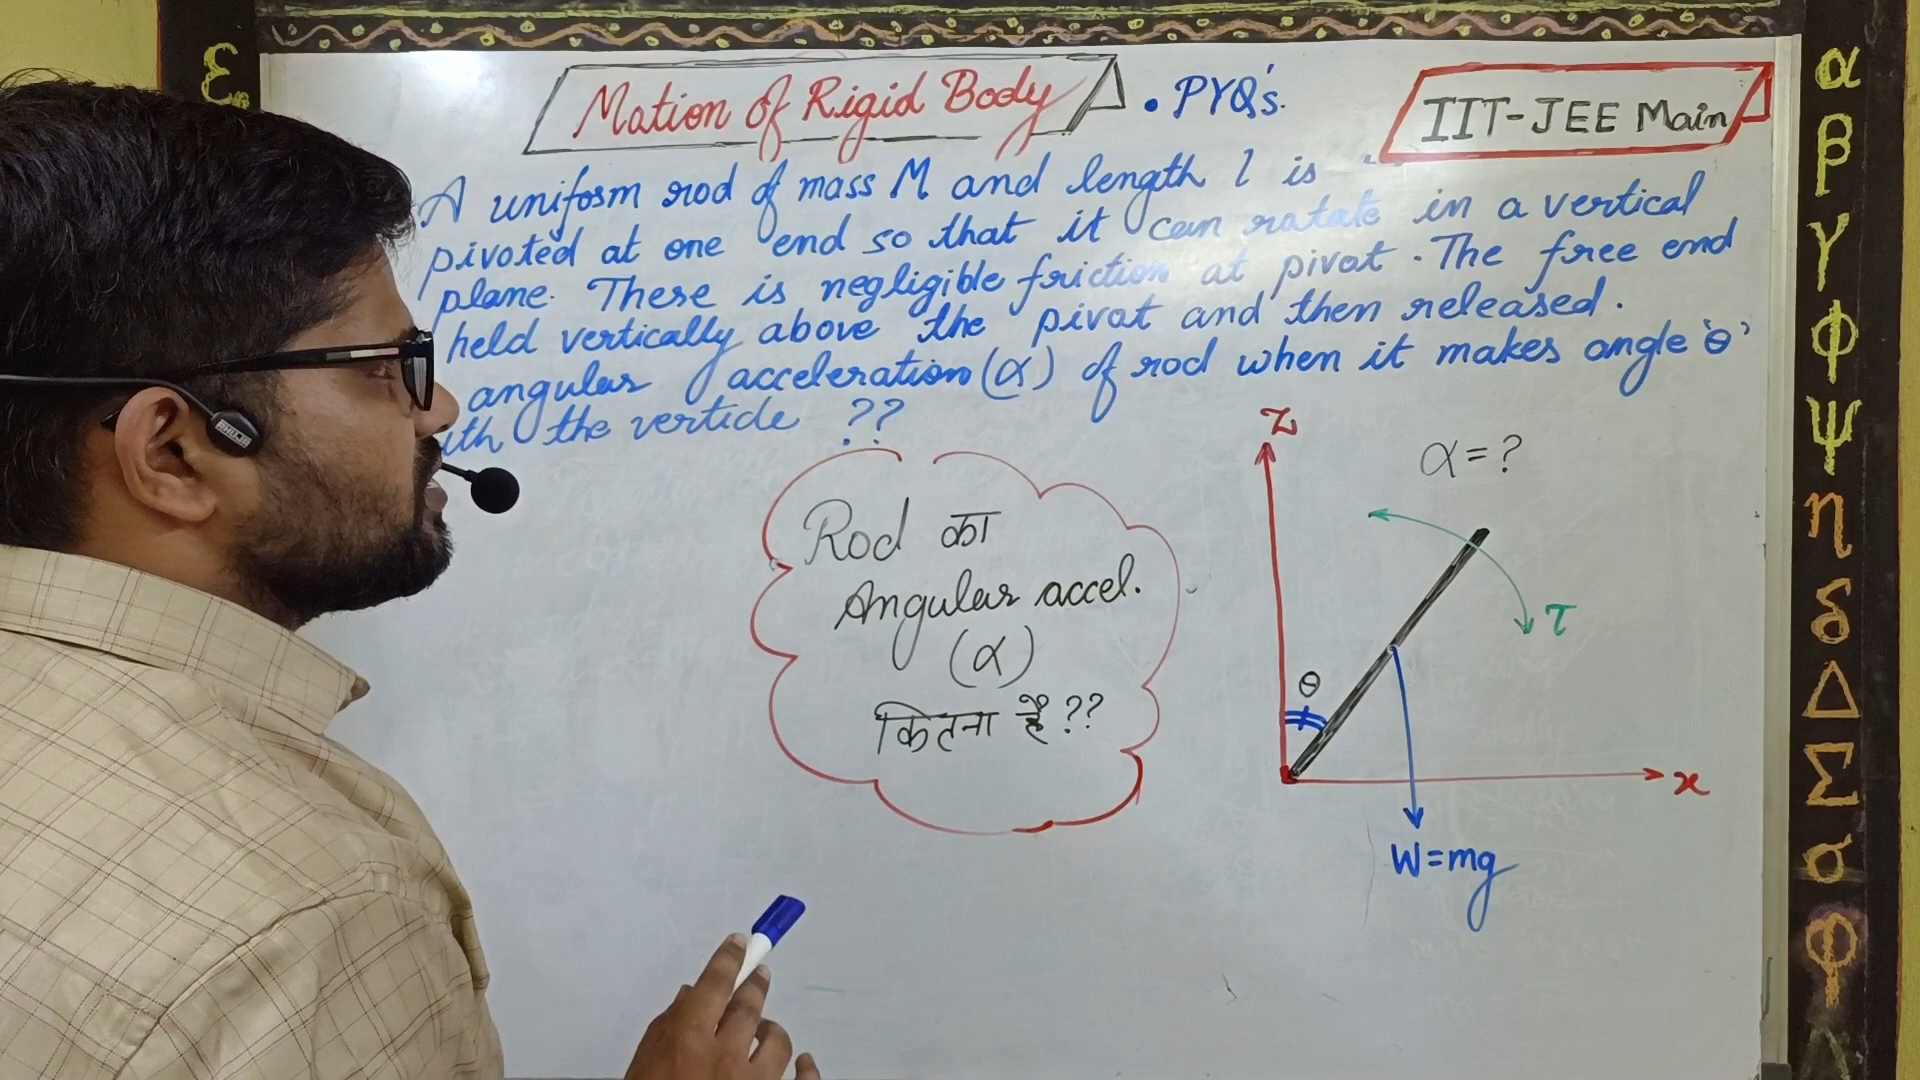 Mation of Rigid Body
• PYQ's.
IIT-JEE Main
A uniform rod of mass M and length l is
pivoted at one end so that it can ratate in a vertical
plane. There is negligible friction at pivot. The free end
held vertically above the pivot and then released.
angular acceleration (α) of rod when it makes angle 'θ'
the verticle ??
Rod का
Angular accel.
(α)
कितना है ??
z
α = ?
τ
θ
x
W=mg
ε₀
α
β
γ
ϕ
ψ
η
δ
Δ
Σ